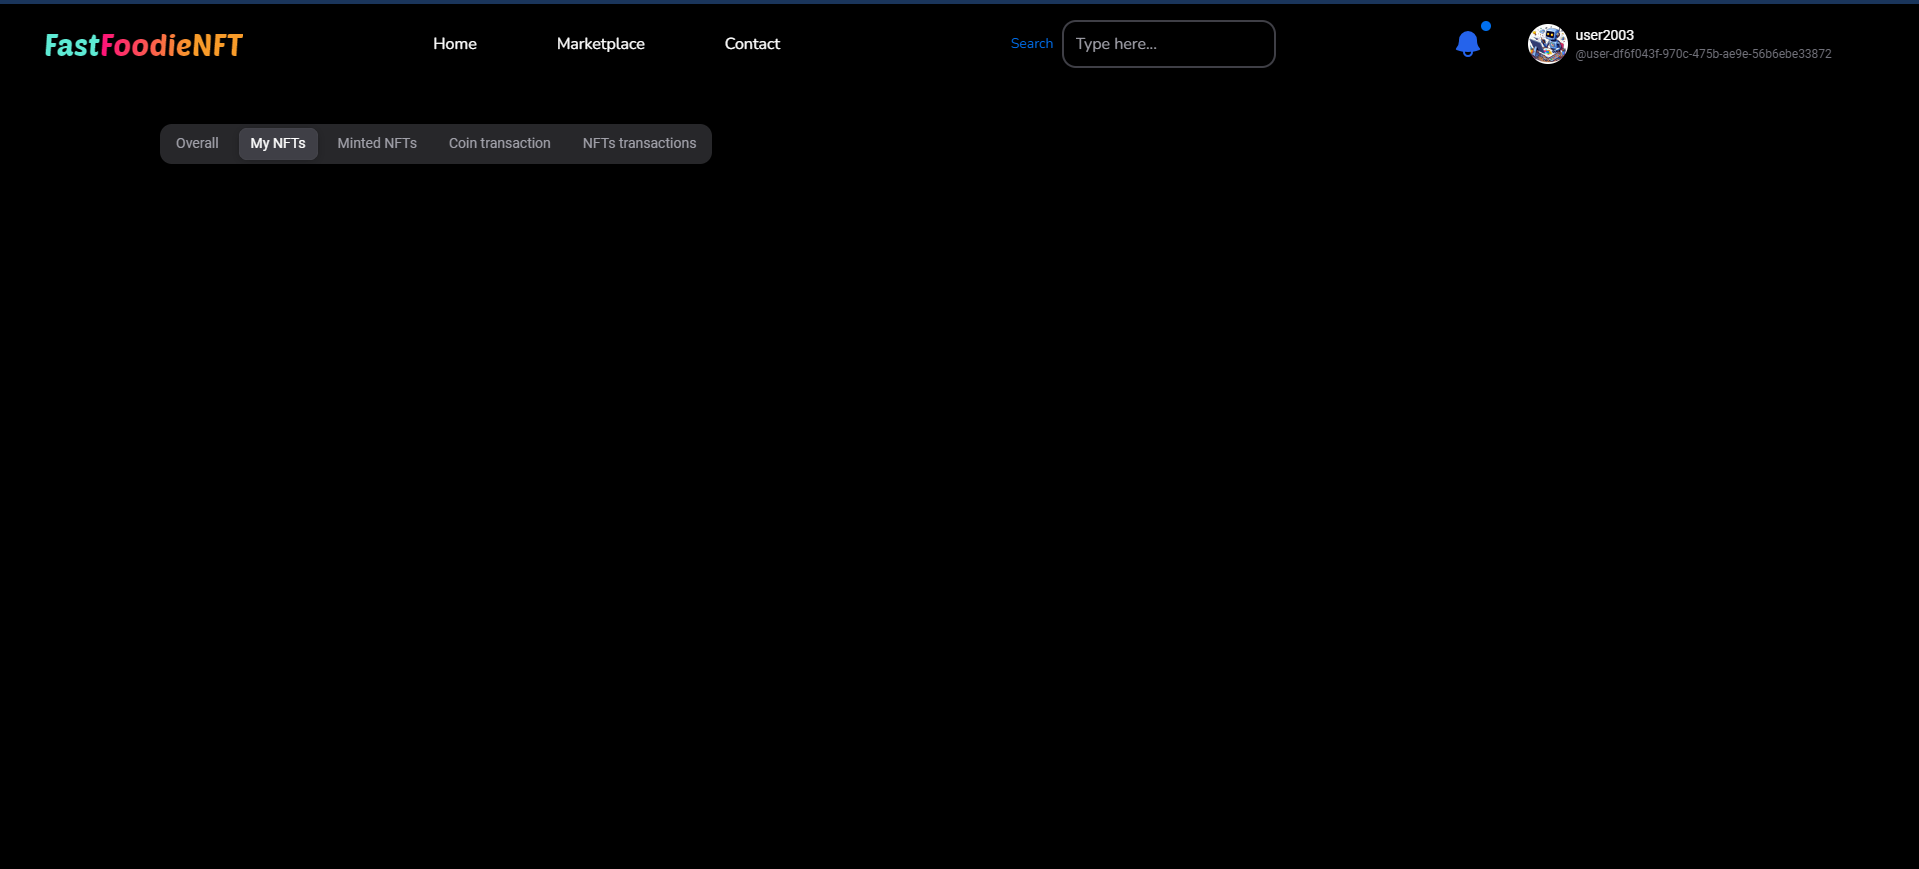 FastFoodieNFT
Home
Marketplace
Contact
Search
Type here...
user2003
@user-df6f043f-970c-475b-ae9e-56b6ebe33872
Overall
My NFTs
Minted NFTs
Coin transaction
NFTs transactions